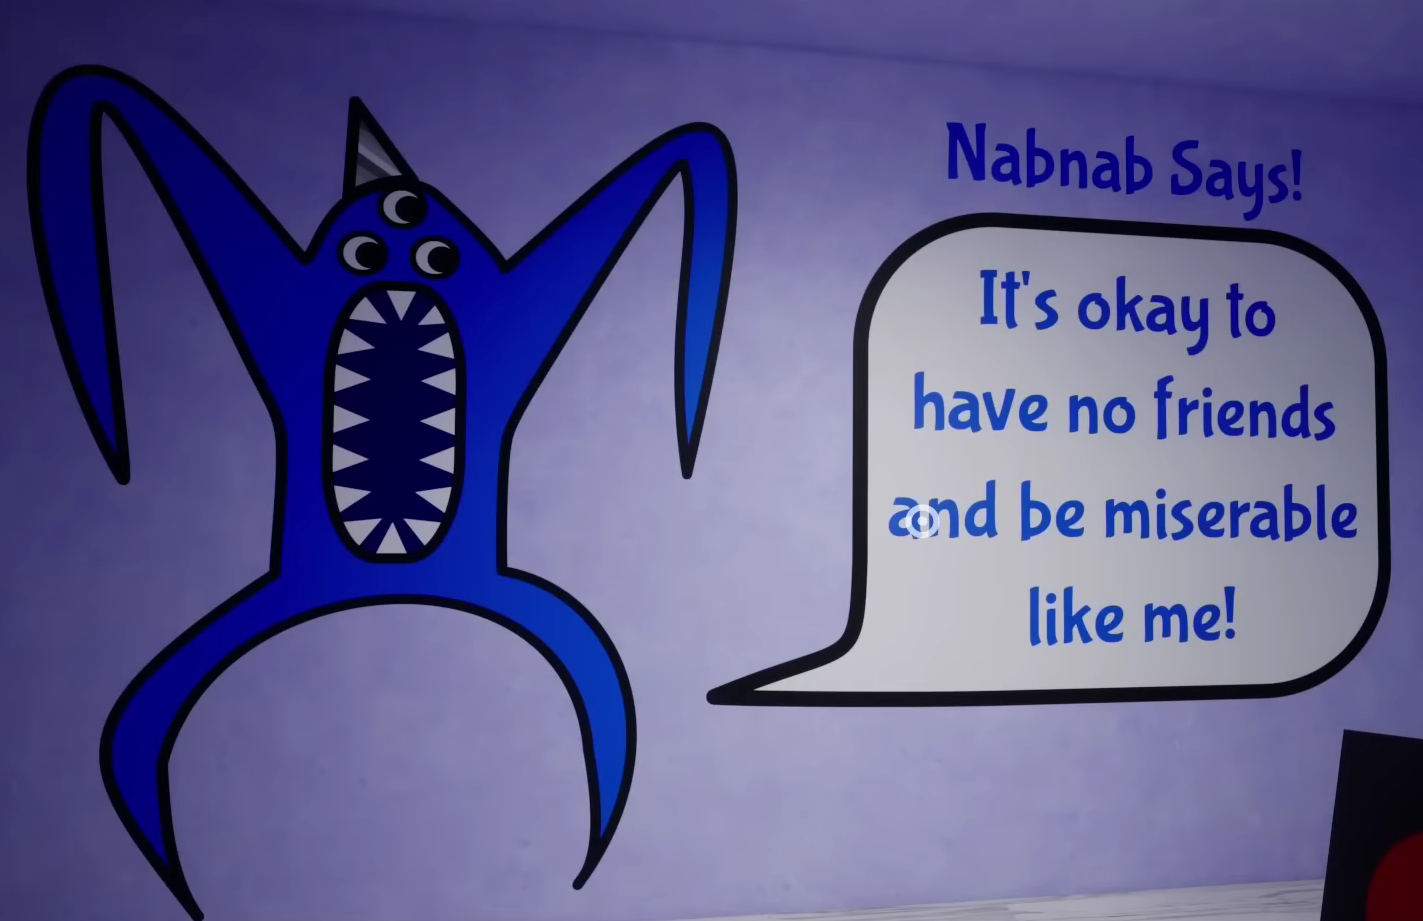 Nabnab Says!
It's okay to
have no friends
and be miserable
like me!